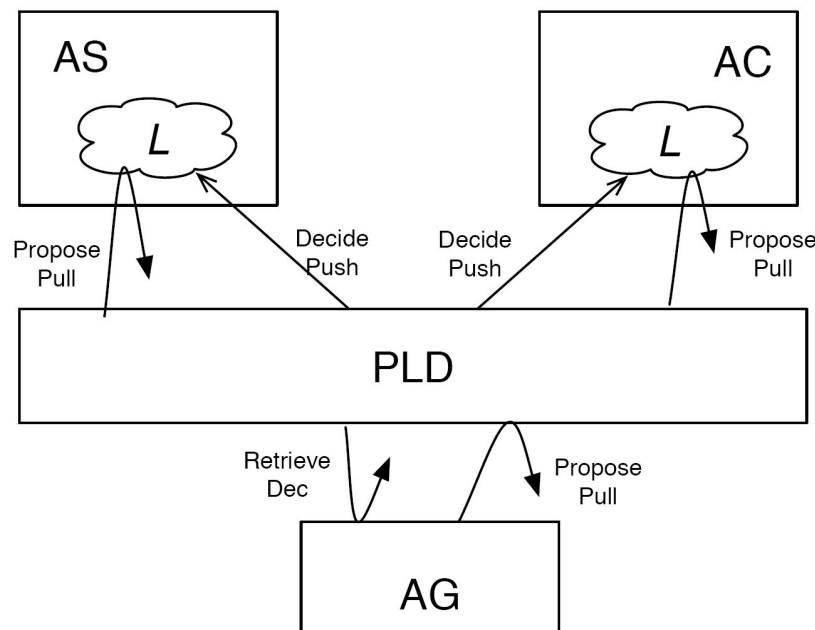 AS
AC
L
L
Propose
Pull
Decide
Push
Decide
Push
Propose
Pull
PLD
Retrieve
Dec
Propose
Pull
AG